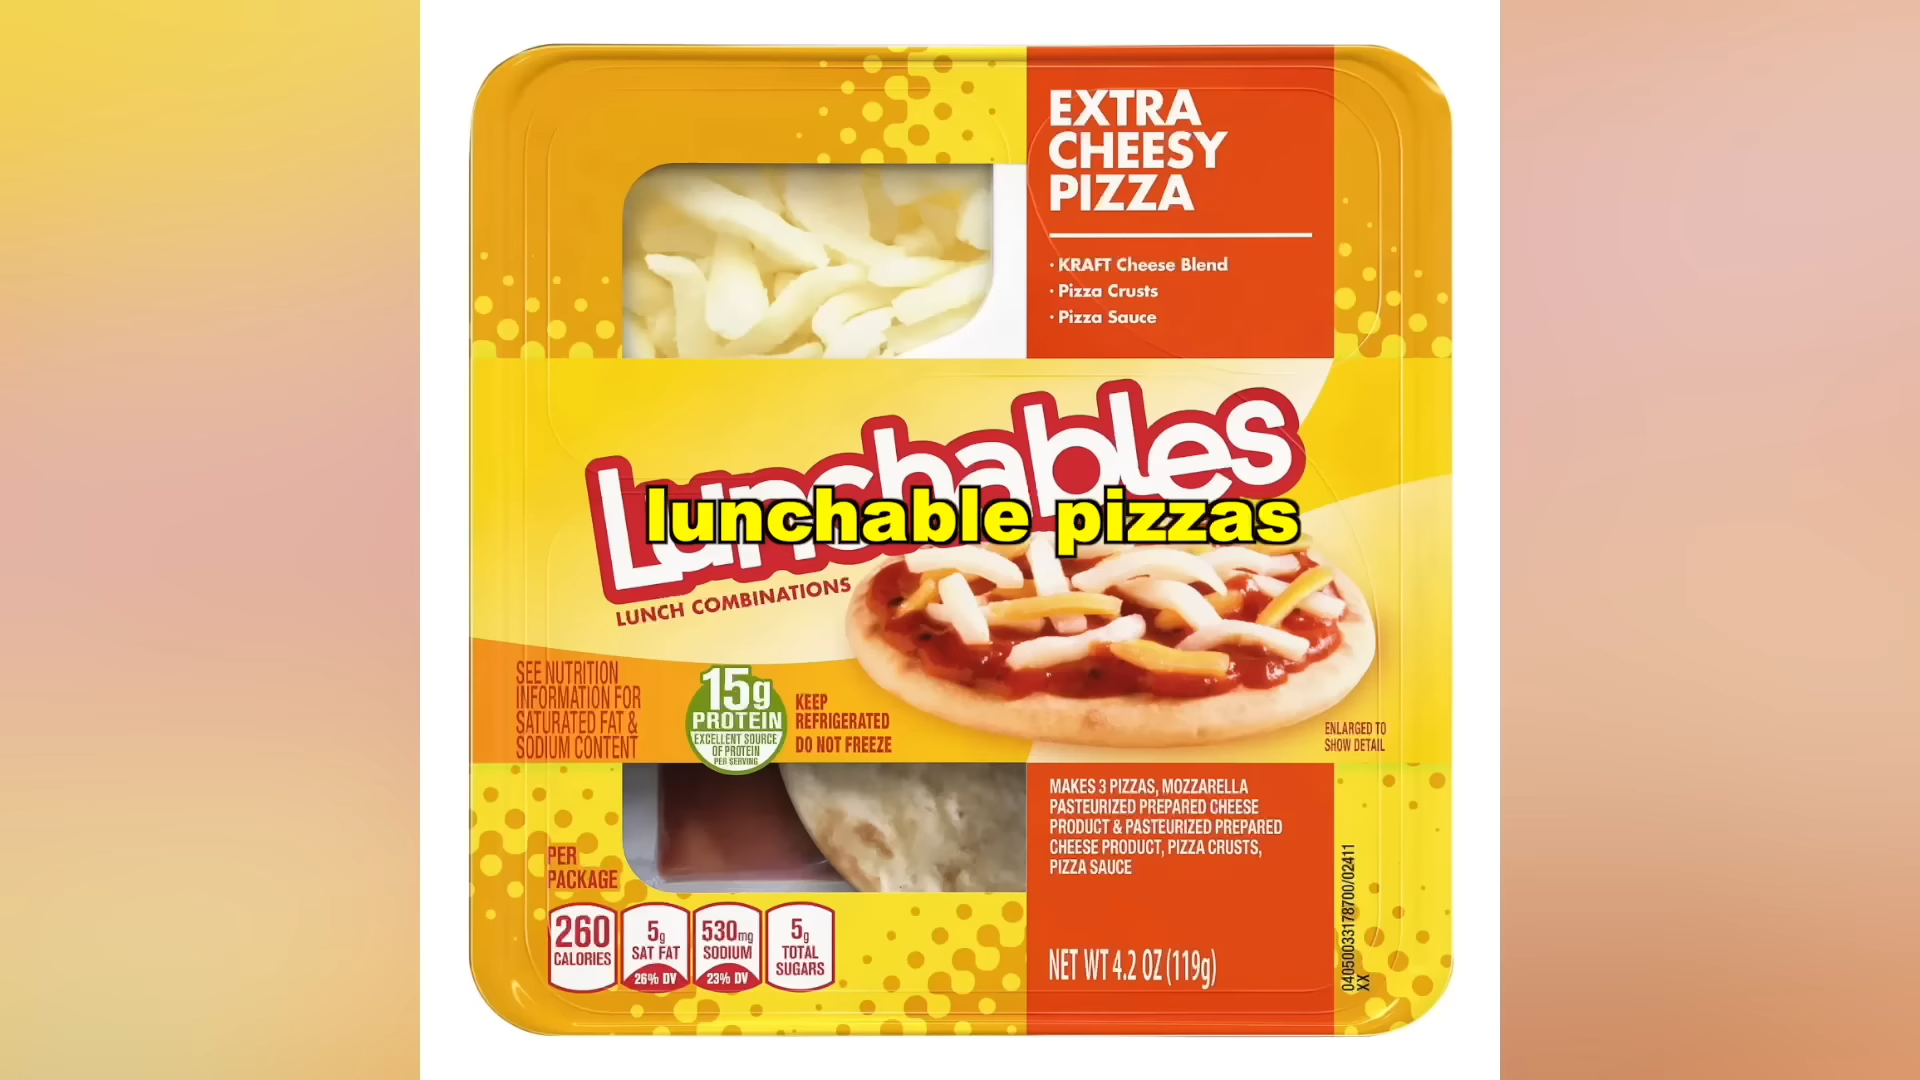 EXTRA
CHEESY
PIZZA
· KRAFT Cheese Blend
· Pizza Crusts
· Pizza Sauce
Lunchables
lunchable pizzas
LUNCH COMBINATIONS
SEE NUTRITION
INFORMATION FOR
SATURATED FAT &
SODIUM CONTENT
15g
PROTEIN
EXCELLENT SOURCE
OF PROTEIN
PER SERVING
KEEP
REFRIGERATED
DO NOT FREEZE
ENLARGED TO
SHOW DETAIL
MAKES 3 PIZZAS, MOZZARELLA
PASTEURIZED PREPARED CHEESE
PRODUCT & PASTEURIZED PREPARED
CHEESE PRODUCT, PIZZA CRUSTS,
PIZZA SAUCE
PER
PACKAGE
260
CALORIES
5g
SAT FAT
26% DV
530mg
SODIUM
23% DV
5g
TOTAL
SUGARS
NET WT 4.2 OZ (119g)
04050033178700/02411
XX